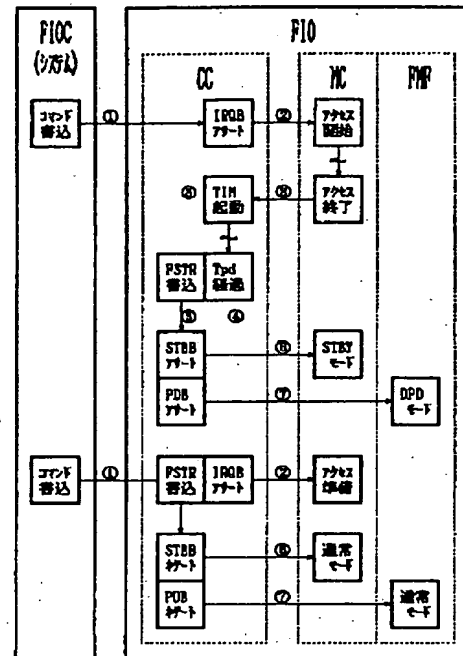 FIOC
(システム)
FIO
CC
MC
FMF
コマンド
書込
①
IRQB
アサート
②
アクセス
開始
③
TIM
起動
⑧
アクセス
終了
PSTR
書込
Tpd
経過
⑤
④
STBB
アサート
⑥
STBY
モード
PDB
アサート
⑦
DPD
モード
コマンド
書込
①
PSTR
書込
IRQB
アサート
②
アクセス
準備
STBB
ネゲート
⑥
通常
モード
PDB
ネゲート
⑦
通常
モード